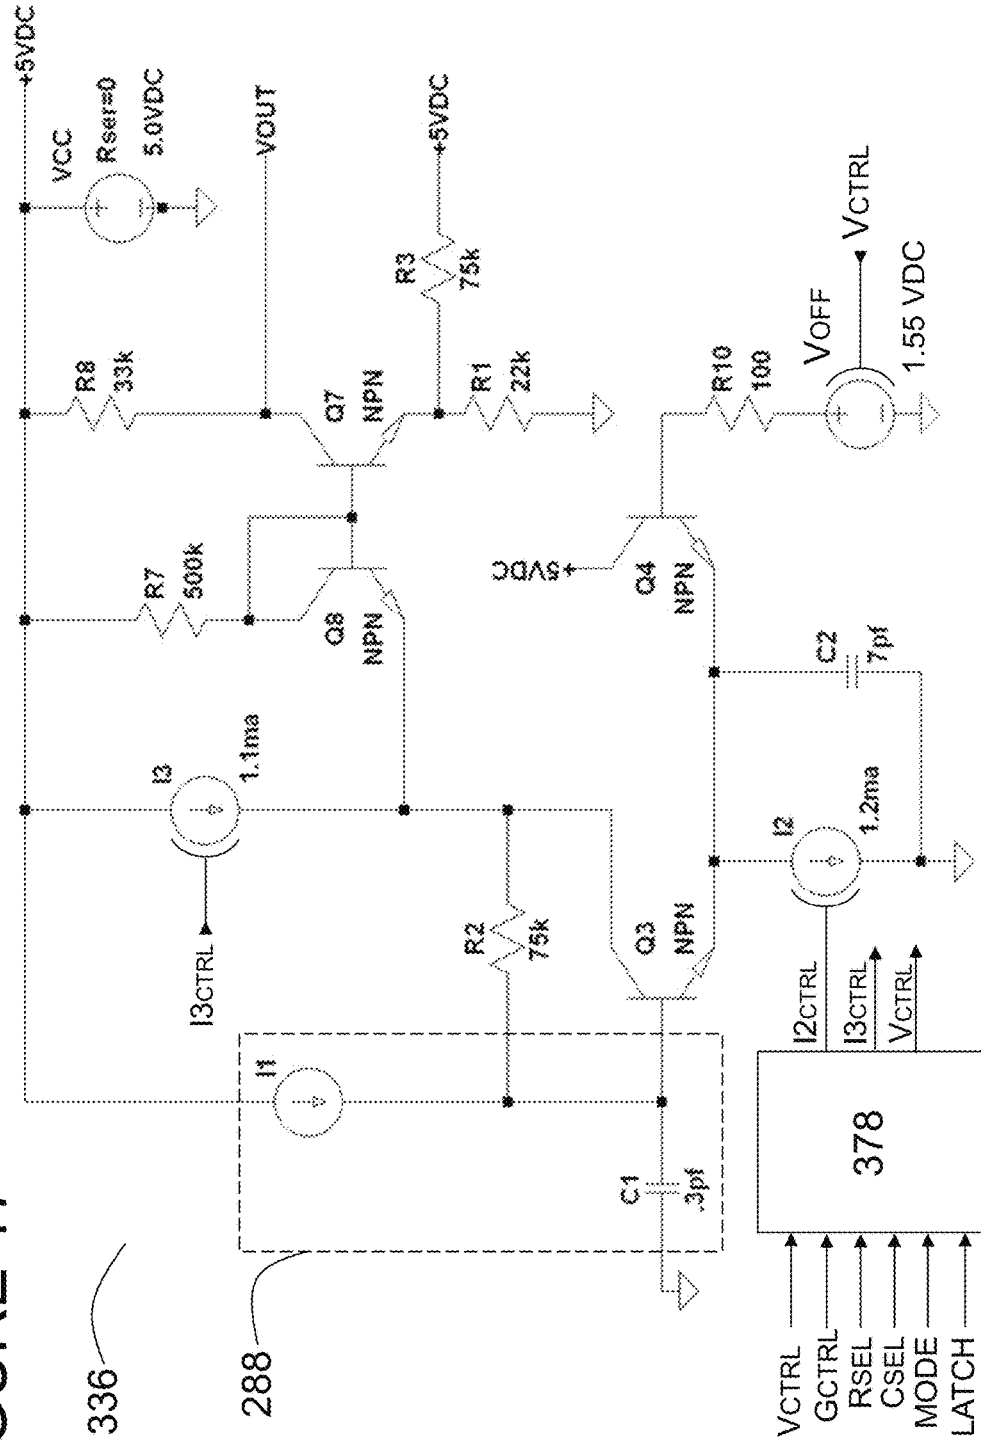 336
288
I1
C1
.3pf
I3CTRL
I3
1.1ma
R2
75k
Q3
NPN
R7
500k
Q8
NPN
R8
33k
Q7
NPN
VCC
Rser=0
5.0VDC
+5VDC
VOUT
R3
75k
+5VDC
R1
22k
+5VDC
Q4
NPN
R10
100
VOFF
VCTRL
1.55 VDC
C2
7pf
I2
1.2ma
VCTRL
GCTRL
RSEL
CSEL
MODE
LATCH
378
I2CTRL
I3CTRL
VCTRL